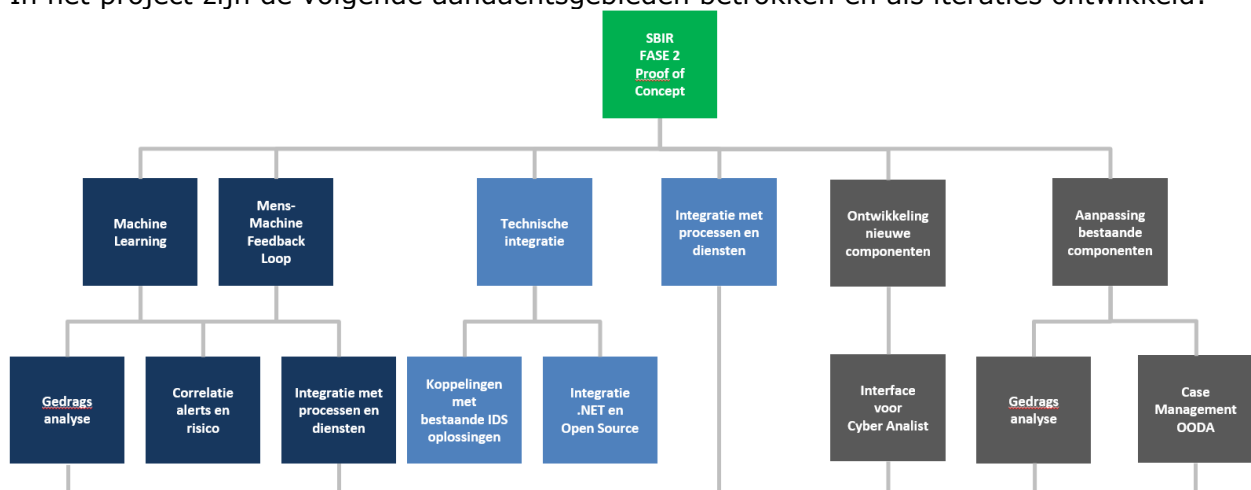 In het project zijn de volgende aandachtsgebieden betrokken en als iteraties ontwikkeld:
SBIR
FASE 2
Proof of
Concept
Machine
Learning
Mens-
Machine
Feedback
Loop
Technische
integratie
Integratie met
processen en
diensten
Ontwikkeling
nieuwe
componenten
Aanpassing
bestaande
componenten
Gedrags
analyse
Correlatie
alerts en
risico
Integratie met
processen en
diensten
Koppelingen
met
bestaande IDS
oplossingen
Integratie
.NET en
Open Source
Interface
voor
Cyber Analist
Gedrags
analyse
Case
Management
OODA